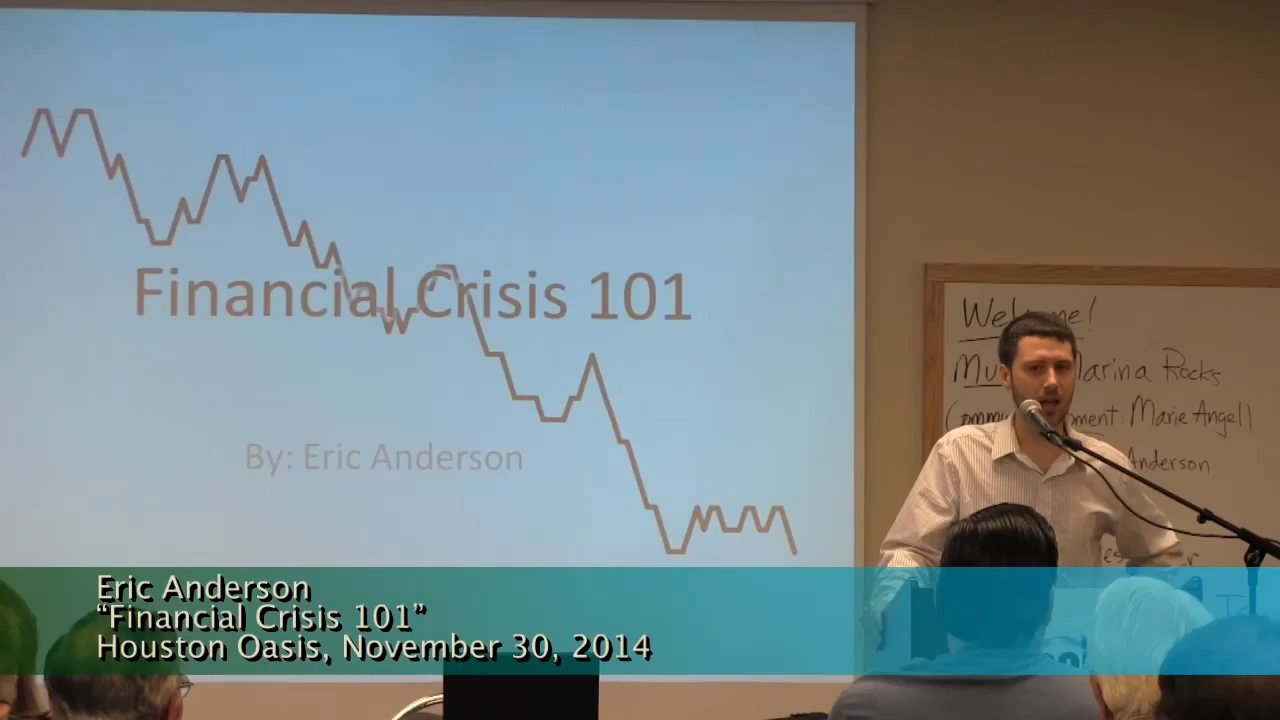 Financial Crisis 101
By: Eric Anderson
Welcome!
Marina Rocks
Marie Angell
Anderson
Eric Anderson
“Financial Crisis 101”
Houston Oasis, November 30, 2014